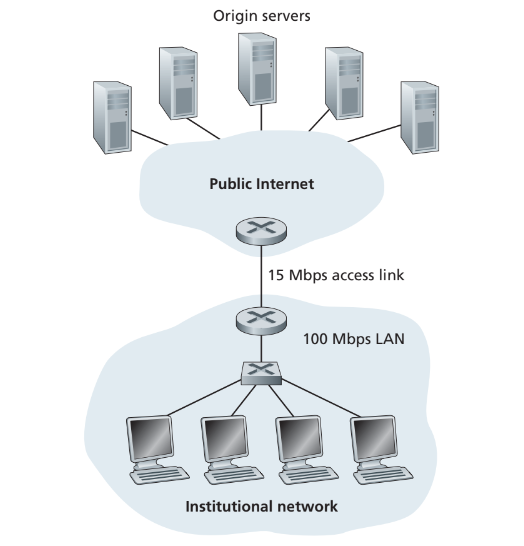 Origin servers
Public Internet
15 Mbps access link
100 Mbps LAN
Institutional network